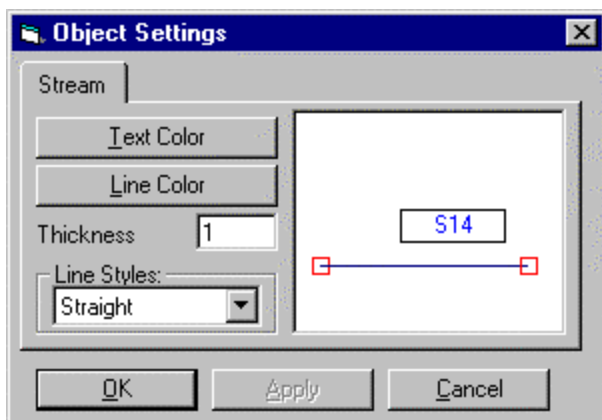 Object Settings
Stream
Text Color
Line Color
Thickness 1
Line Styles:
Straight
S14
OK Apply Cancel